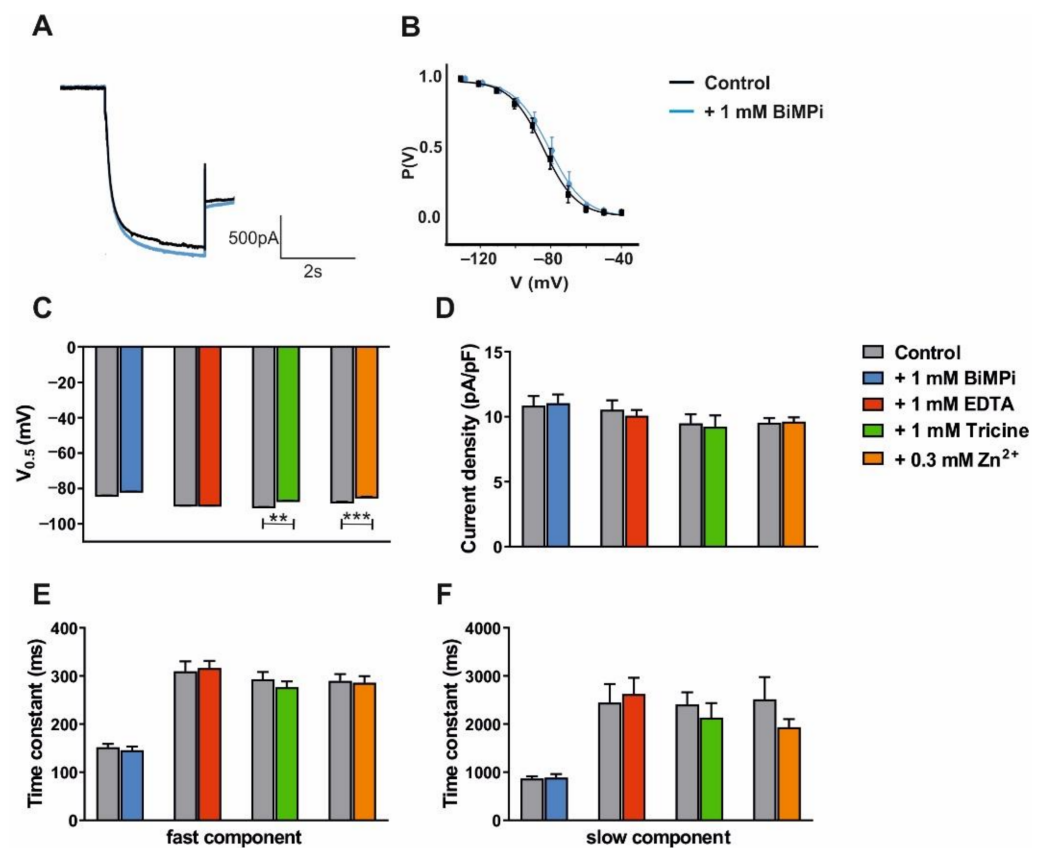 A
500pA
2s
B
P(V)
1.0
0.5
0.0
−120 −80 −40
V (mV)
Control
+ 1 mM BiMPi
C
V0.5 (mV)
0
−20
−40
−60
−80
−100
**
***
D
Current density (pA/pF)
15
10
5
0
Control
+ 1 mM BiMPi
+ 1 mM EDTA
+ 1 mM Tricine
+ 0.3 mM Zn2+
E
Time constant (ms)
400
300
200
100
0
fast component
F
Time constant (ms)
4000
3000
2000
1000
0
slow component